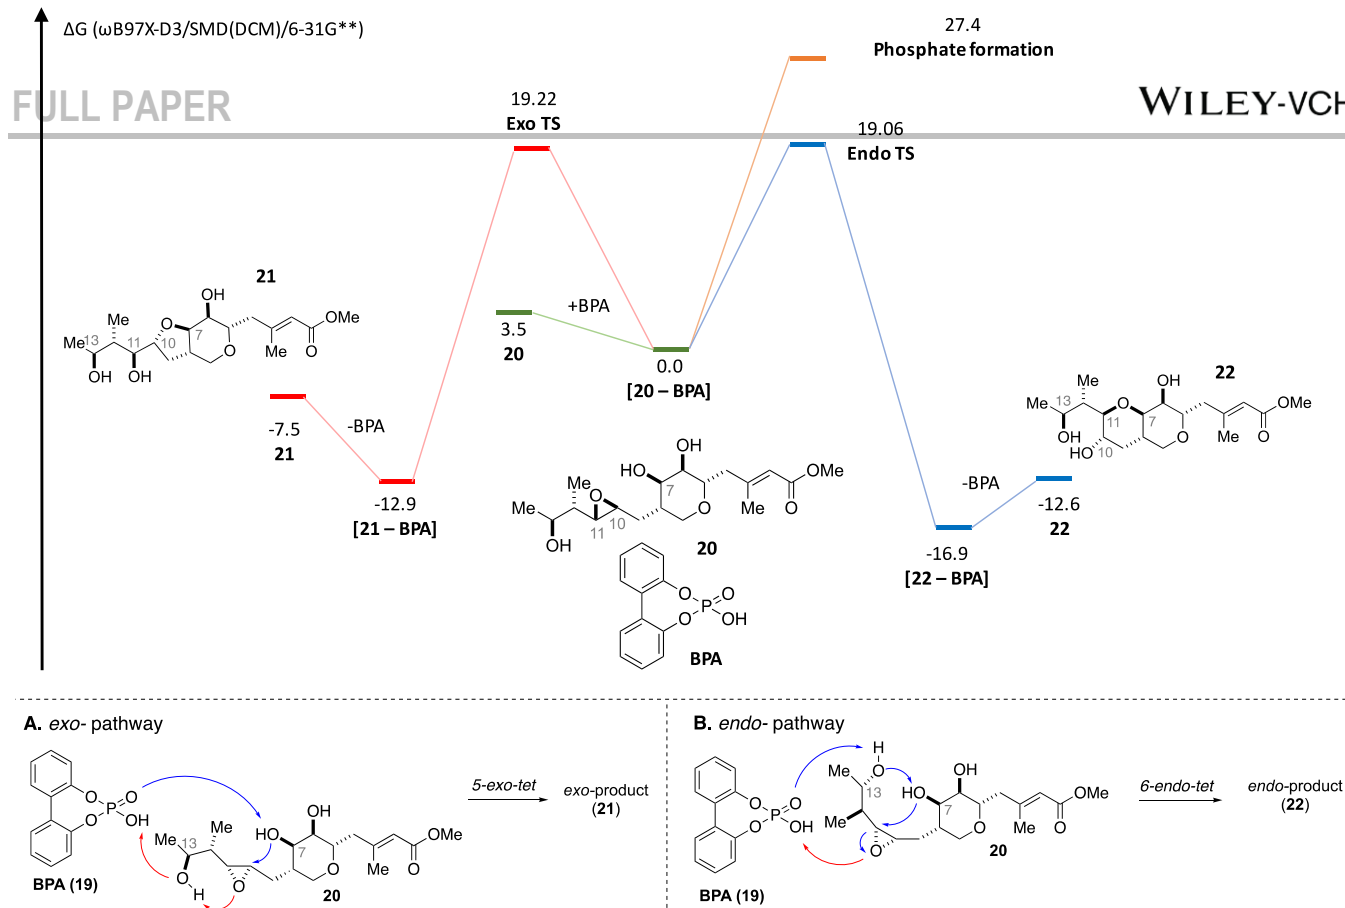 ΔG (ωB97X-D3/SMD(DCM)/6-31G**)
27.4
Phosphate formation
FULL PAPER
WILEY-VCH
19.22
Exo TS
19.06
Endo TS
21
OH
Me
Me
13
11
10
O
7
O
OMe
Me
O
OH
OH
+BPA
3.5
20
0.0
[20 – BPA]
-7.5
21
-BPA
-12.9
[21 – BPA]
22
Me
OH
Me
13
O
OMe
11
7
OH
O
Me
O
HO
10
-BPA
-12.6
22
-16.9
[22 – BPA]
OH
HO
Me
O
7
OMe
Me
10
O
Me
O
11
OH
20
O
O
P
O
OH
BPA
A. exo- pathway
O
O
P
OH
O
BPA (19)
Me
Me
13
HO
OH
7
OMe
O
Me
O
O
H
O
20
5-exo-tet
exo-product
(21)
B. endo- pathway
H
O
Me
13
HO
OH
OMe
7
O
O
P
OH
O
Me
O
Me
O
O
20
BPA (19)
6-endo-tet
endo-product
(22)